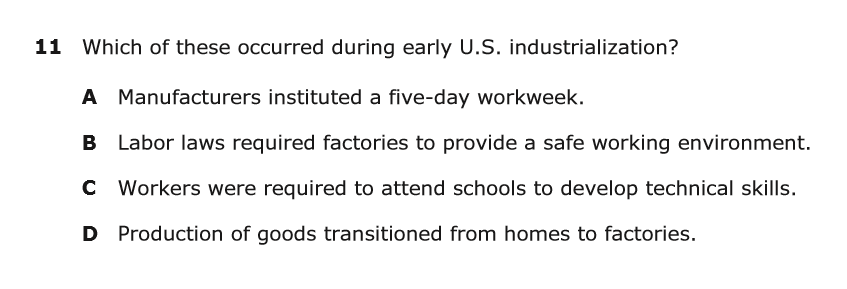 11 Which of these occurred during early U.S. industrialization?
A Manufacturers instituted a five-day workweek.
B Labor laws required factories to provide a safe working environment.
C Workers were required to attend schools to develop technical skills.
D Production of goods transitioned from homes to factories.